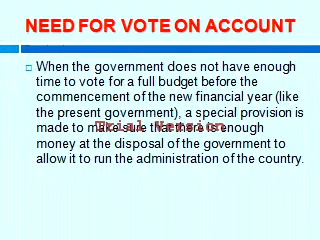 NEED FOR VOTE ON ACCOUNT
When the government does not have enough
time to vote for a full budget before the
commencement of the new financial year (like
the present government), a special provision is
made to make sure that there is enough
Trial Version
money at the disposal of the government to
allow it to run the administration of the country.